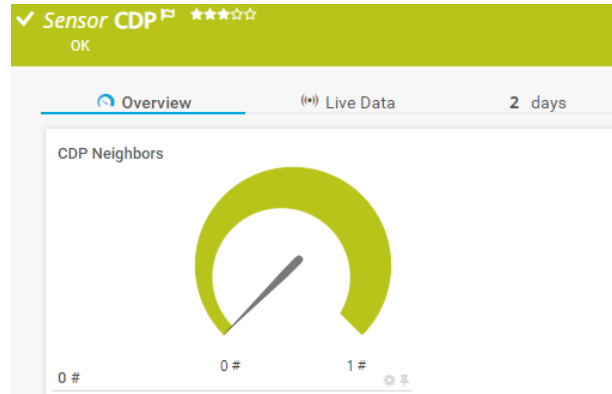 Sensor CDP
OK
Overview Live Data 2 days
CDP Neighbors
0 # 1 #
0 #